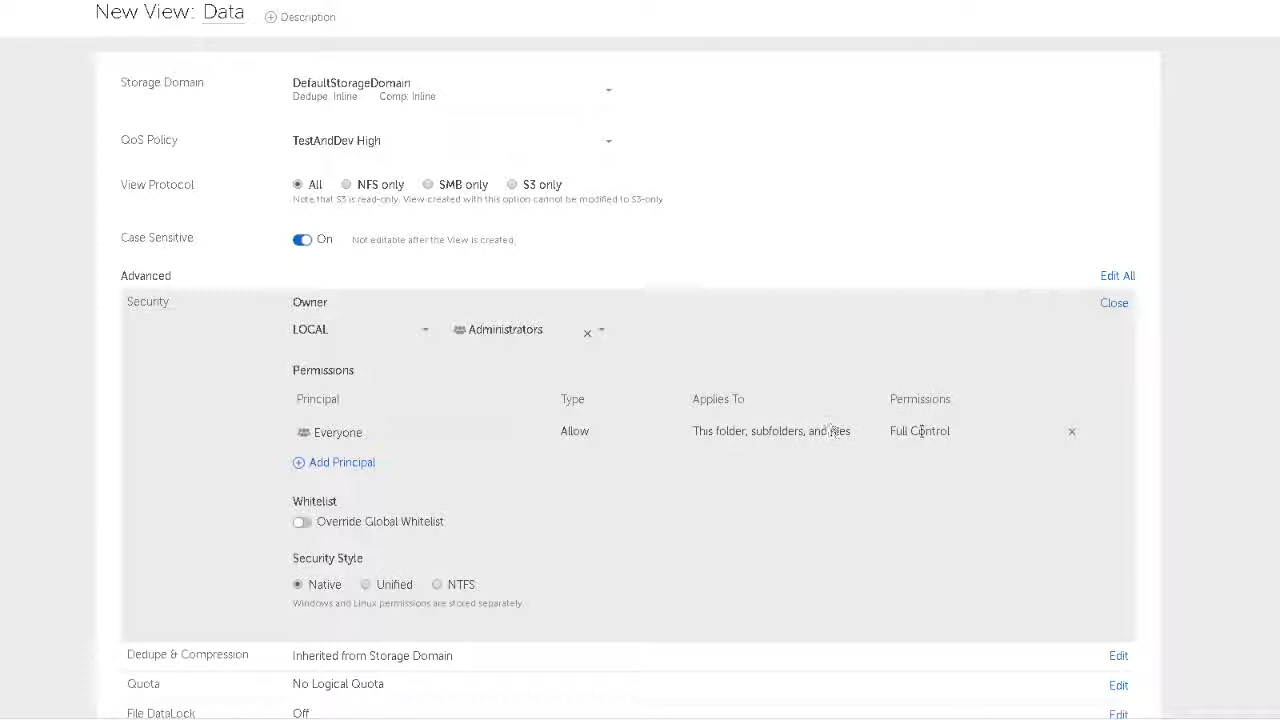 New View: Data Description
Storage Domain DefaultStorageDomain
Dedupe: Inline Comp: Inline
QoS Policy TestAndDev High
View Protocol All NFS only SMB only S3 only
Note that S3 is read-only. View created with this option cannot be modified to S3-only
Case Sensitive On Not editable after the View is created.
Advanced Edit All
Security Owner Close
LOCAL Administrators
Permissions
Principal Type Applies To Permissions
Everyone Allow This folder, subfolders, and files Full Control
Add Principal
Whitelist
Override Global Whitelist
Security Style
Native Unified NTFS
Windows and Linux permissions are stored separately.
Dedupe & Compression Inherited from Storage Domain Edit
Quota No Logical Quota Edit
File DataLock Off Edit